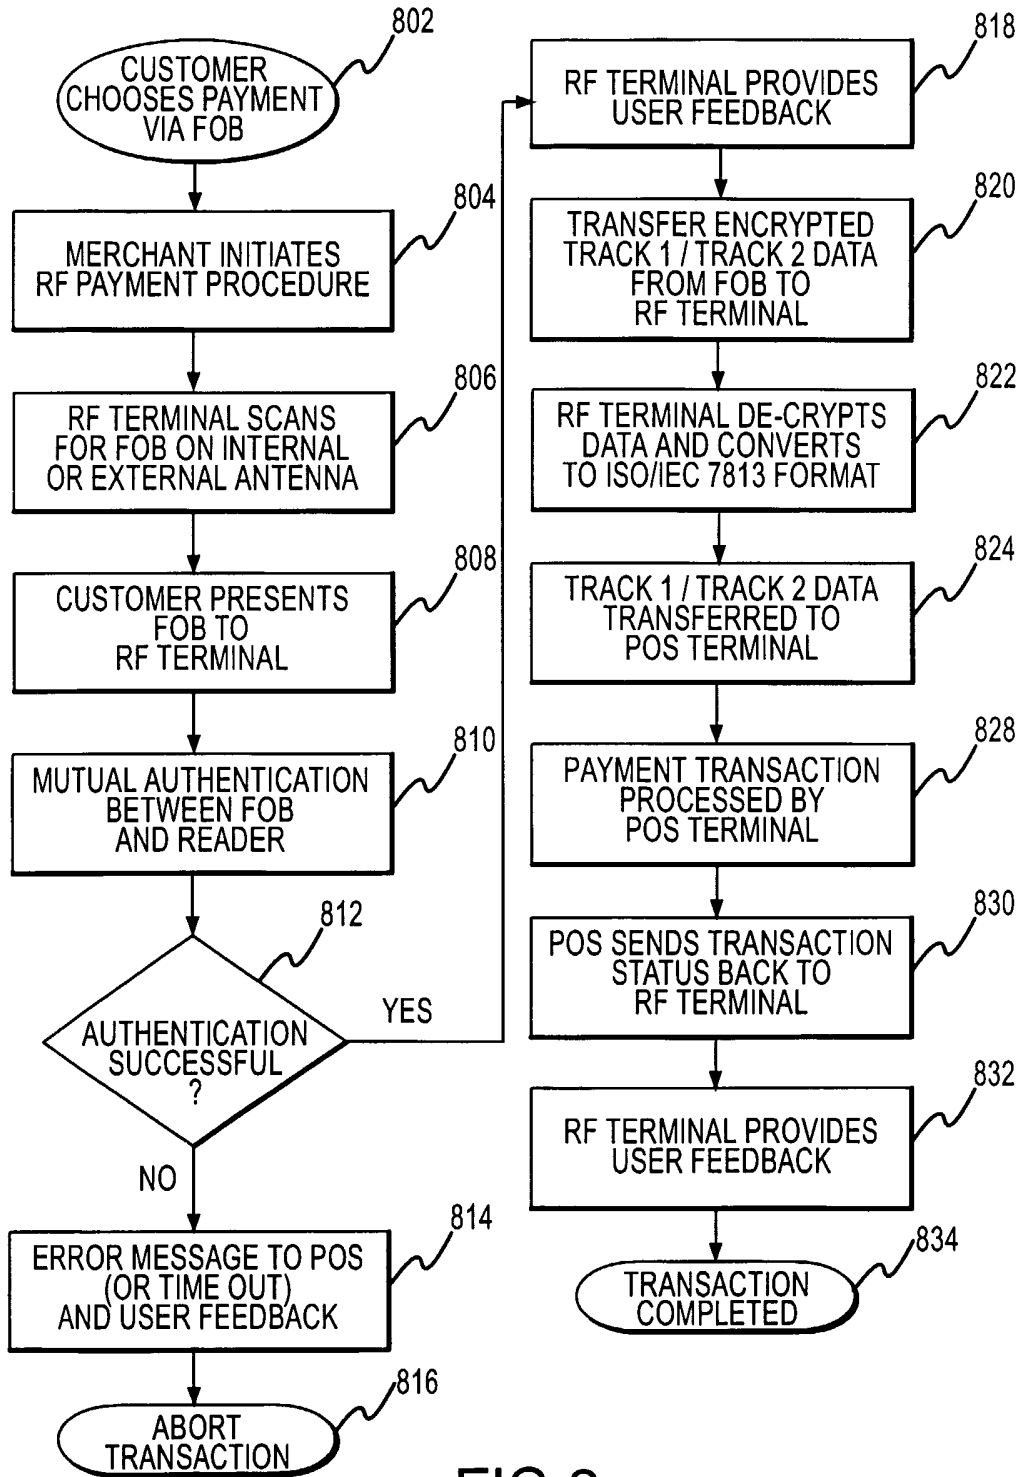 802
CUSTOMER
CHOOSES PAYMENT
VIA FOB
804
MERCHANT INITIATES
RF PAYMENT PROCEDURE
806
RF TERMINAL SCANS
FOR FOB ON INTERNAL
OR EXTERNAL ANTENNA
808
CUSTOMER PRESENTS
FOB TO
RF TERMINAL
810
MUTUAL AUTHENTICATION
BETWEEN FOB
AND READER
812
AUTHENTICATION
SUCCESSFUL
?
YES
NO
814
ERROR MESSAGE TO POS
(OR TIME OUT)
AND USER FEEDBACK
816
ABORT
TRANSACTION
818
RF TERMINAL PROVIDES
USER FEEDBACK
820
TRANSFER ENCRYPTED
TRACK 1 / TRACK 2 DATA
FROM FOB TO
RF TERMINAL
822
RF TERMINAL DE-CRYPTS
DATA AND CONVERTS
TO ISO/IEC 7813 FORMAT
824
TRACK 1 / TRACK 2 DATA
TRANSFERRED TO
POS TERMINAL
828
PAYMENT TRANSACTION
PROCESSED BY
POS TERMINAL
830
POS SENDS TRANSACTION
STATUS BACK TO
RF TERMINAL
832
RF TERMINAL PROVIDES
USER FEEDBACK
834
TRANSACTION
COMPLETED